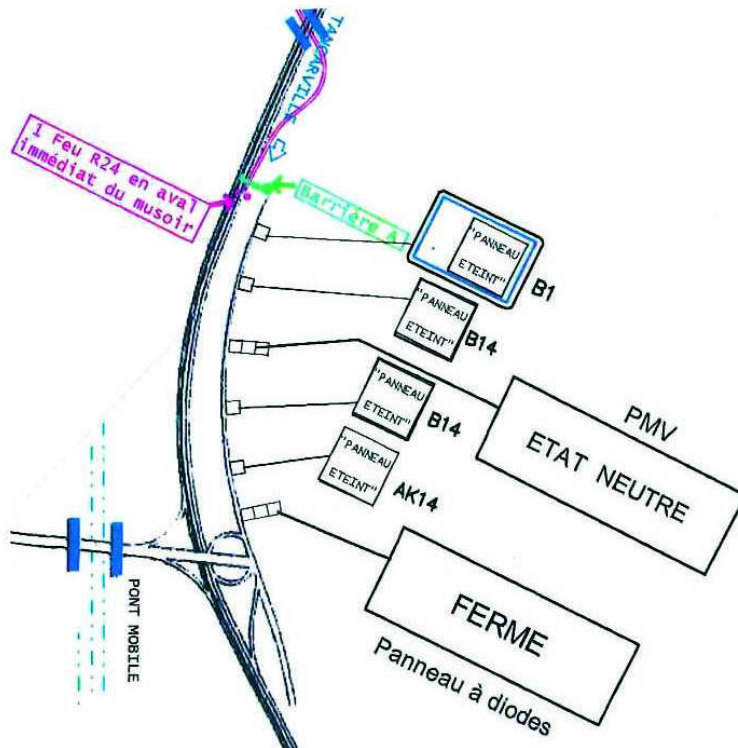 TANCARVILLE
1 Feu R24 en aval
immédiat du musoir
Barrière A
"PANNEAU
ETEINT"
B1
"PANNEAU
ETEINT"
B14
PMV
ETAT NEUTRE
"PANNEAU
ETEINT"
B14
"PANNEAU
ETEINT"
AK14
FERME
Panneau à diodes
PONT MOBILE